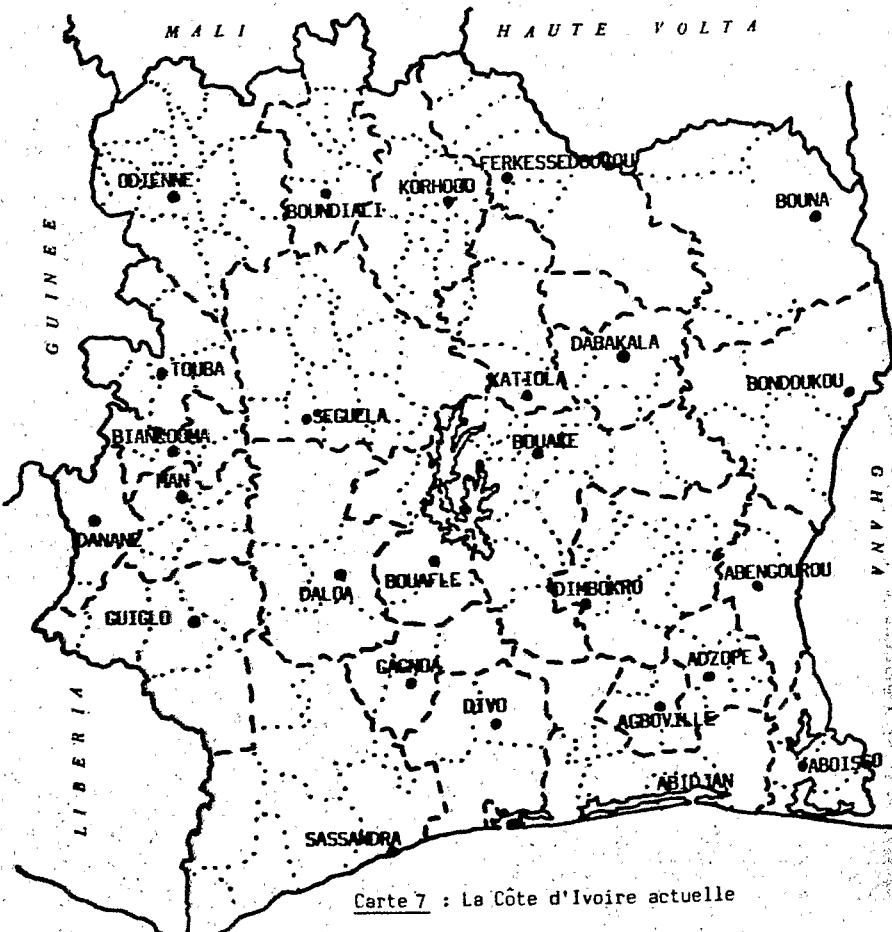 MALI
HAUTE VOLTA
FERKESSEDOUGOU
ODIENNE
KORHOGO
BOUNDIALI
BOUNA
GUINEE
DABAKALA
TOUBA
KATIOLA
BONDOUKOU
SEGUELA
BIANKOUMA
BOUAKE
MAN
GHANA
DANANE
ABENGOUROU
BOUAFLE
DALOA
DIMBOKRO
GUIGLO
ADZOPE
GAGNOA
DIVO
AGBOVILLE
LIBERIA
ABOISSO
ABIDJAN
SASSANDRA
Carte 7 : La Côte d'Ivoire actuelle